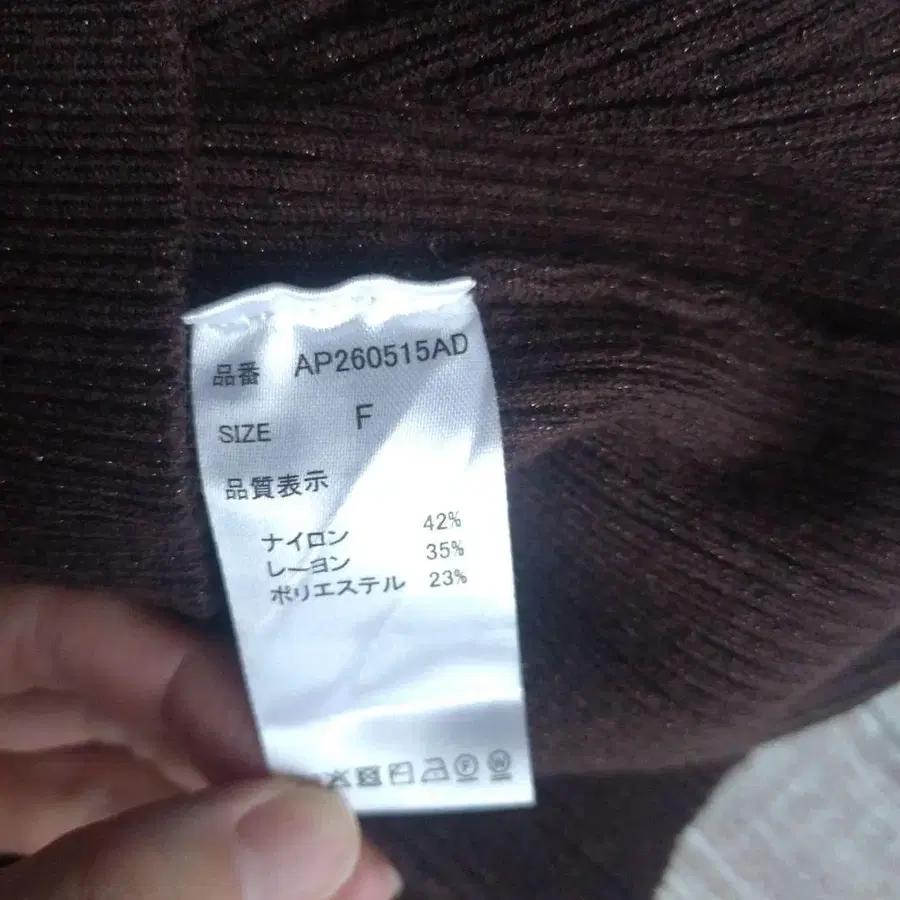 品番 AP260515AD
SIZE F
品質表示
ナイロン 42%
レーヨン 35%
ポリエステル 23%
F W